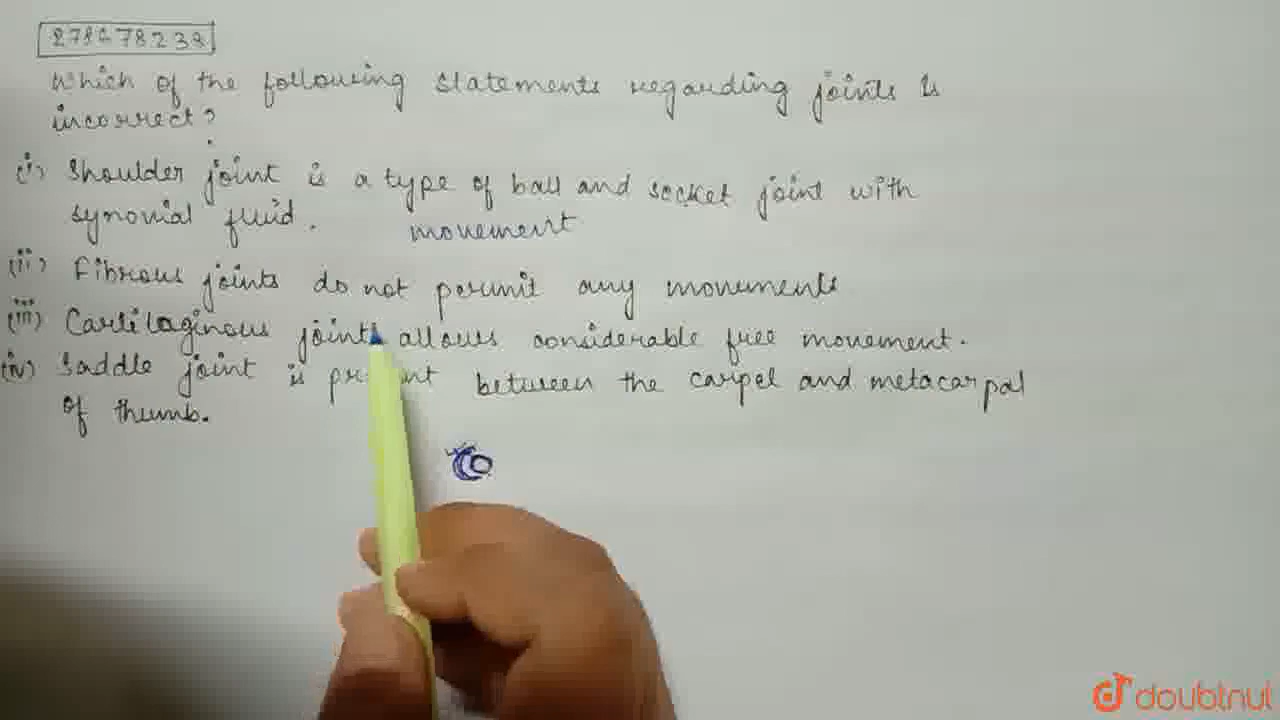 Which of the following statements regarding joints is
incorrect?
(i) Shoulder joint is a type of ball and socket joint with
synovial fluid. movement
(ii) Fibrous joints do not permit any movements
(iii) Cartilaginous joints allows considerable free movement.
(iv) Saddle joint is present between the carpel and metacarpal
of thumb.
doubtnut